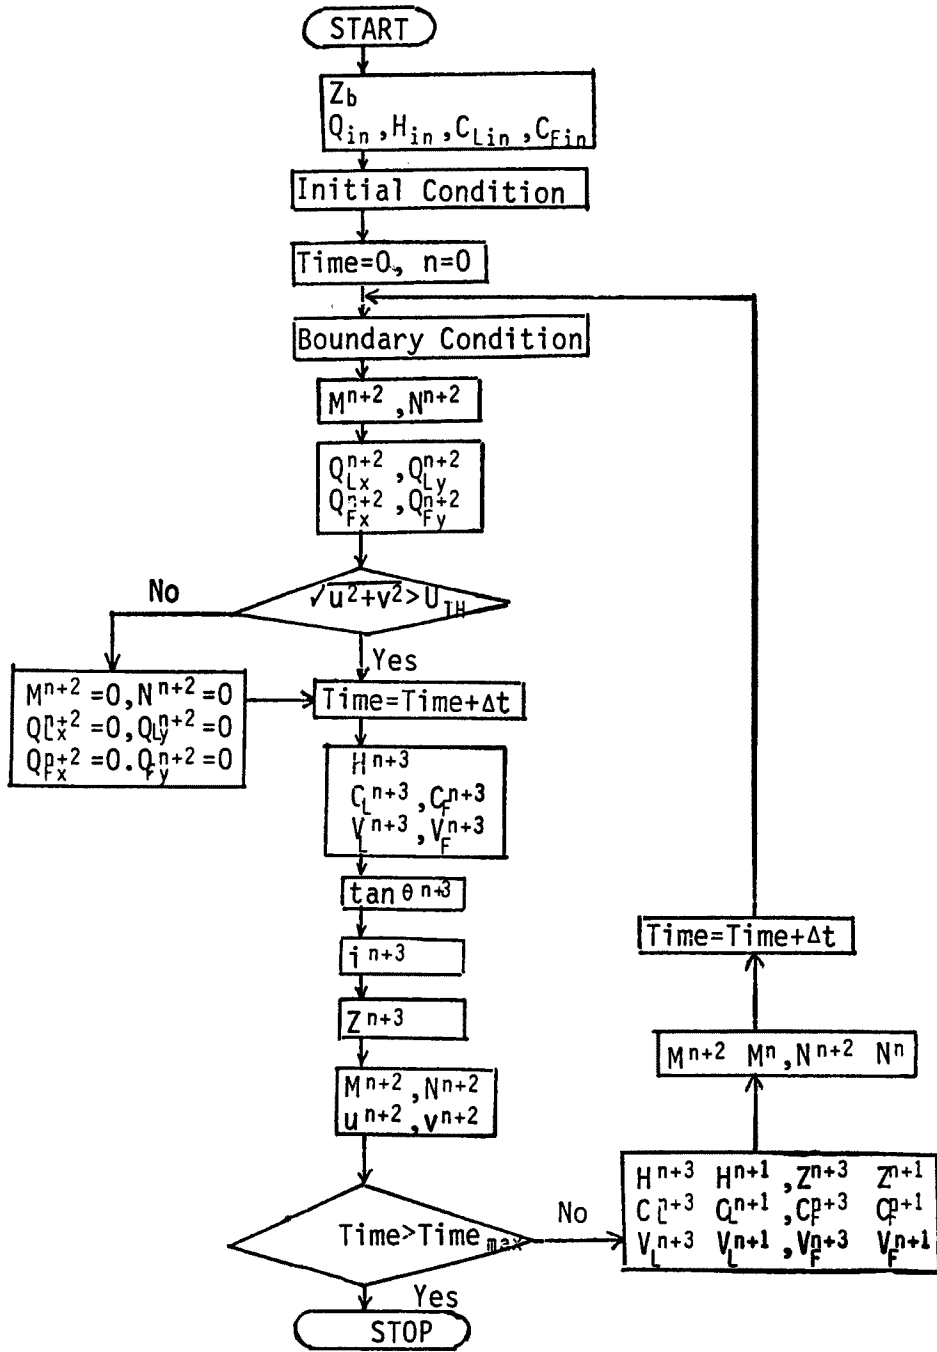 START
Z_b
Q_in, H_in, C_Lin, C_Fin
Initial Condition
Time=0, n=0
Boundary Condition
M^n+2, N^n+2
Q_Lx^n+2, Q_Ly^n+2
Q_Fx^n+2, Q_Fy^n+2
√u²+v² > U_TH
No
Yes
M^n+2=0, N^n+2=0
Q_Lx^n+2=0, Q_Ly^n+2=0
Q_Fx^n+2=0. Q_Fy^n+2=0
Time=Time+Δt
H^n+3
C_L^n+3, C_F^n+3
V_L^n+3, V_F^n+3
tan θ^n+3
i^n+3
Z^n+3
M^n+2, N^n+2
u^n+2, v^n+2
Time>Time_max
No
Yes
STOP
H^n+3 H^n+1, Z^n+3 Z^n+1
C_L^n+3 C_L^n+1, C_F^n+3 C_F^n+1
V_L^n+3 V_L^n+1, V_F^n+3 V_F^n+1
M^n+2 M^n, N^n+2 N^n
Time=Time+Δt